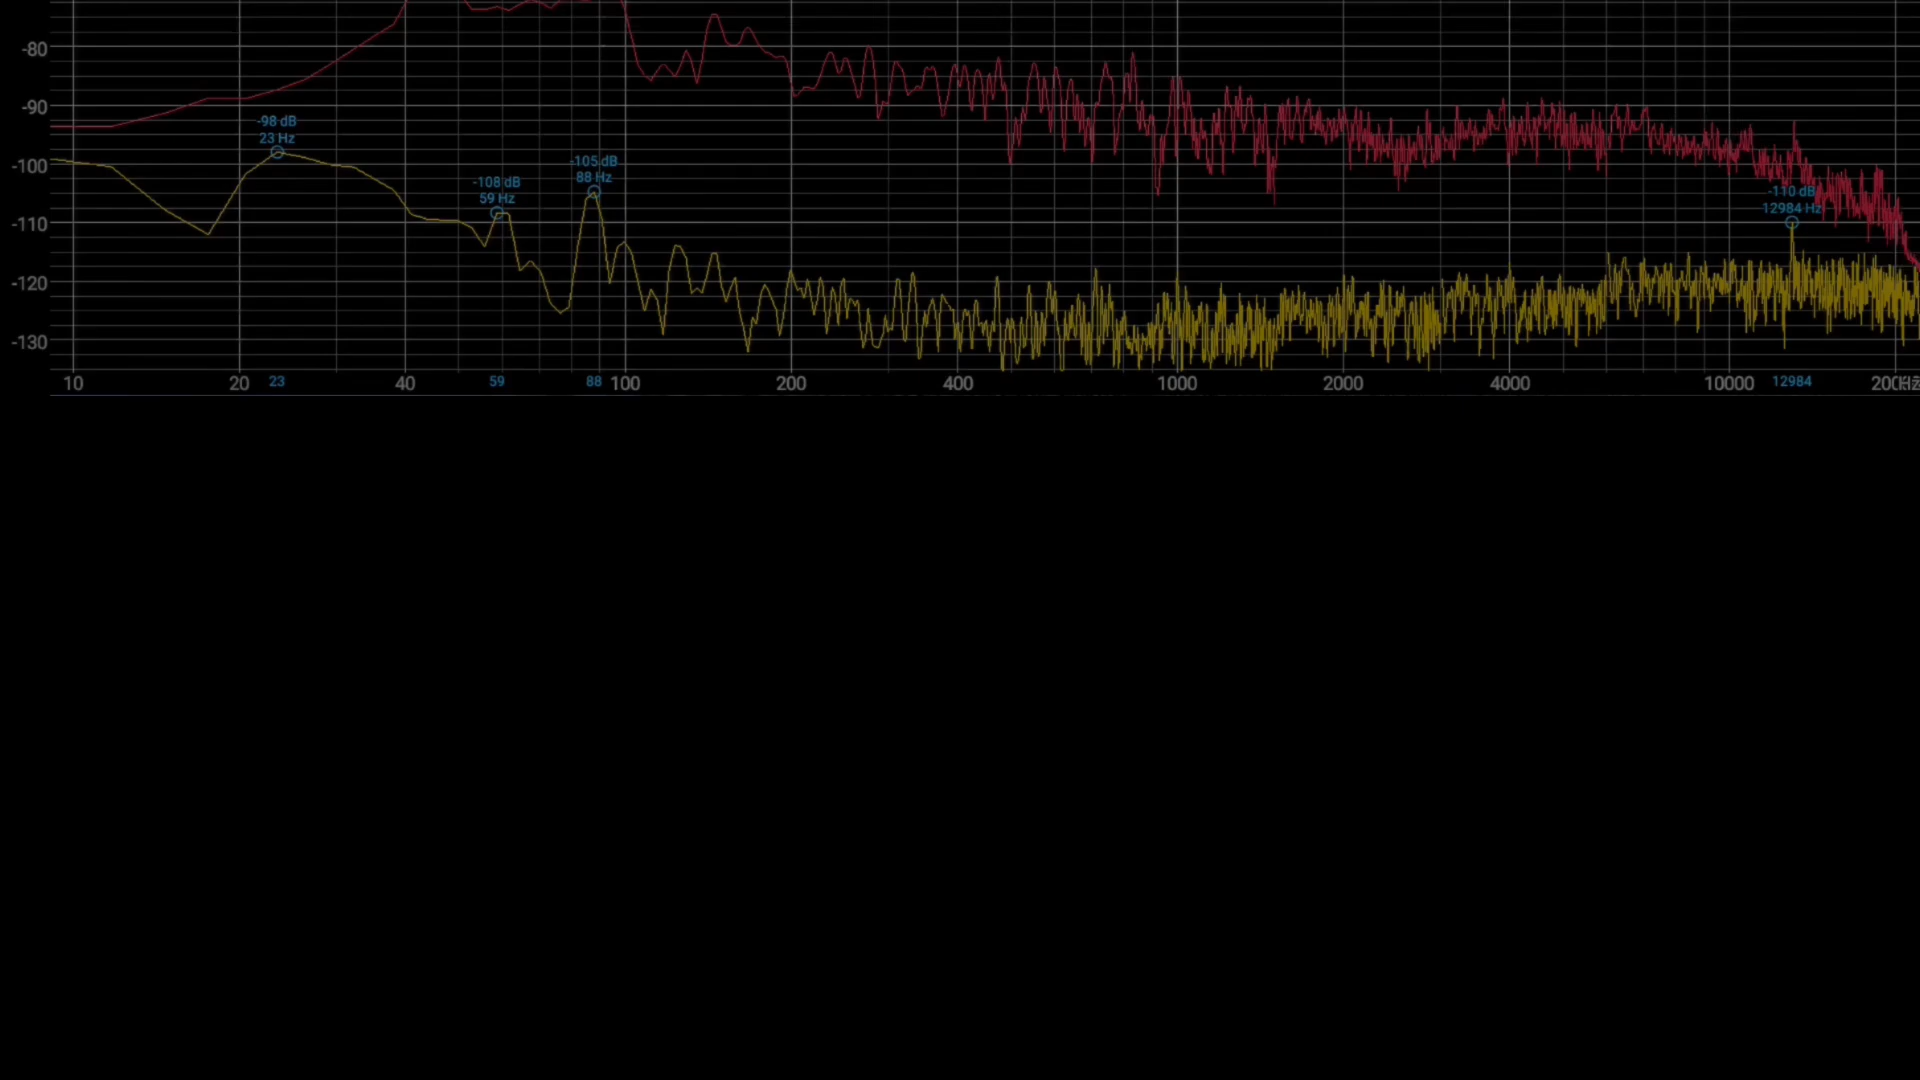 -80
-90
-98 dB
23 Hz
-100
-105 dB
88 Hz
-108 dB
59 Hz
-110 dB
12984 Hz
-110
-120
-130
10 20 23 40 59 88 100 200 400 1000 2000 4000 10000 12984